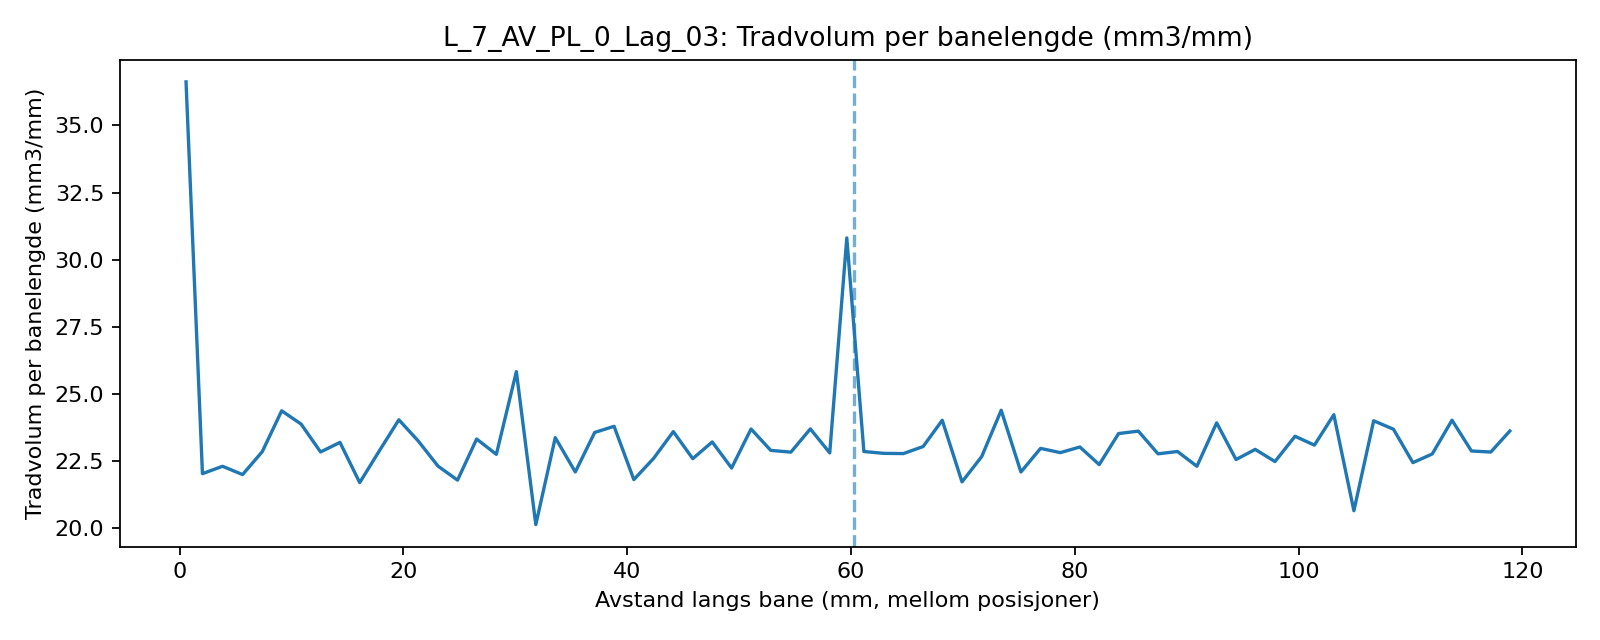 L_7_AV_PL_0_Lag_03: Tradvolum per banelengde (mm3/mm)
Tradvolum per banelengde (mm3/mm)
35.0
32.5
30.0
27.5
25.0
22.5
20.0
0 20 40 60 80 100 120
Avstand langs bane (mm, mellom posisjoner)